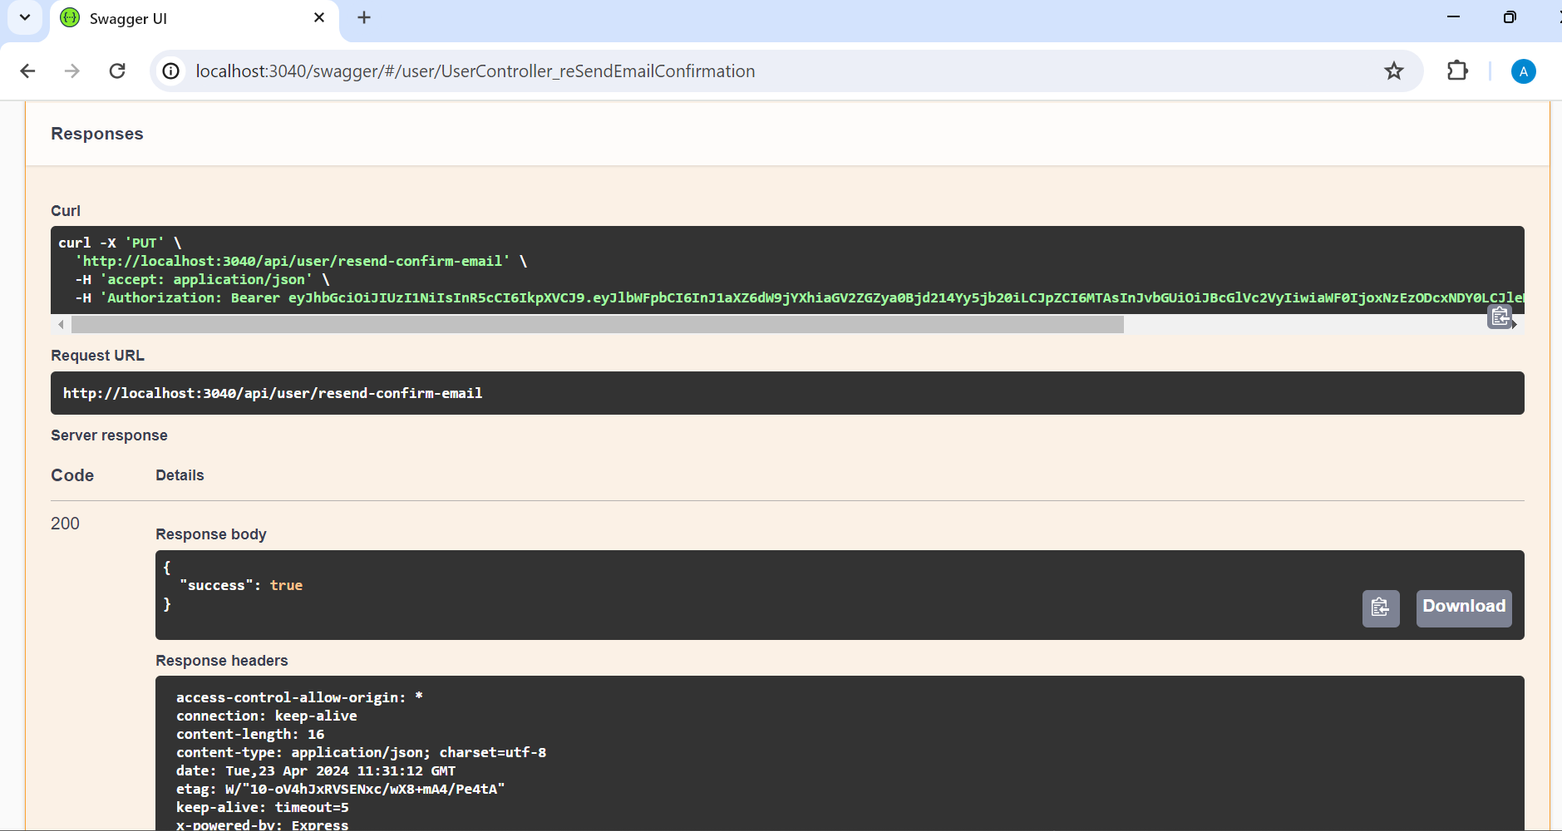 Swagger UI
localhost:3040/swagger/#/user/UserController_reSendEmailConfirmation
A
Responses
Curl
curl -X 'PUT' \
'http://localhost:3040/api/user/resend-confirm-email' \
-H 'accept: application/json' \
-H 'Authorization: Bearer eyJhbGciOiJIUzI1NiIsInR5cCI6IkpXVCJ9.eyJlbWFpbCI6InJ1aXZ6dW9jYXhiaGV2ZGZya0Bjd214Yy5jb20iLCJpZCI6MTAsInJvbGUiOiJBcGlVc2VyIiwiaWF0IjoxNzEzODcxNDY0LCJle
Request URL
http://localhost:3040/api/user/resend-confirm-email
Server response
Code Details
200
Response body
{
"success": true
}
Download
Response headers
access-control-allow-origin: *
connection: keep-alive
content-length: 16
content-type: application/json; charset=utf-8
date: Tue,23 Apr 2024 11:31:12 GMT
etag: W/"10-oV4hJxRVSENxc/wX8+mA4/Pe4tA"
keep-alive: timeout=5
x-powered-by: Express